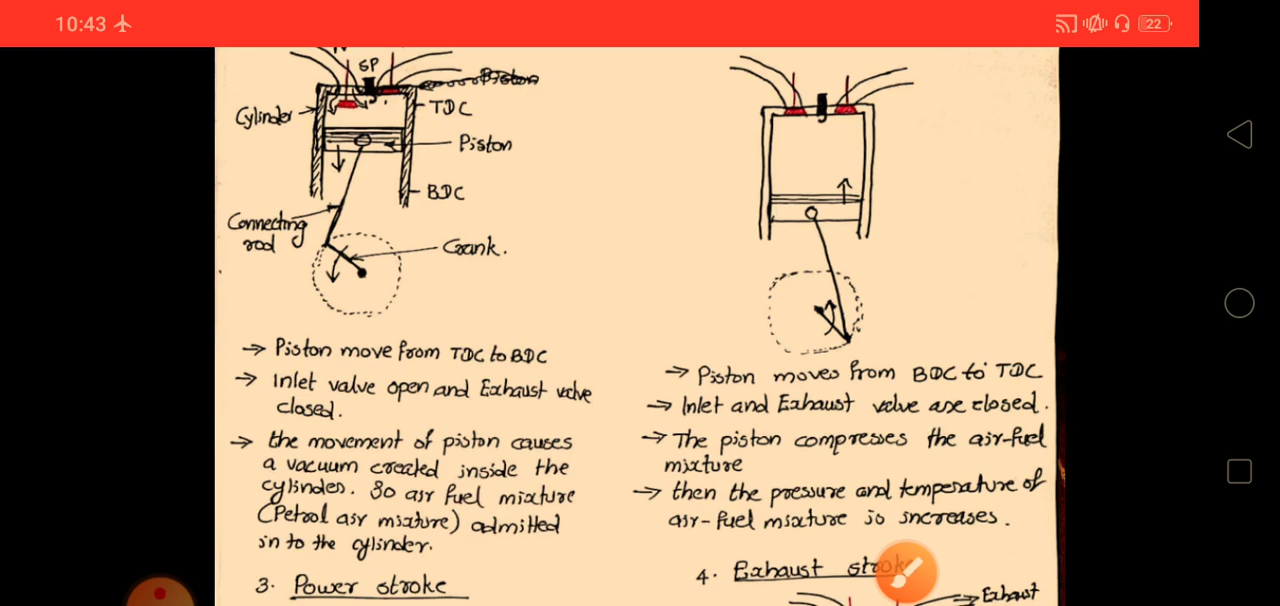 10:43
22
SP
Piston
Cylinder
TDC
Piston
BDC
Connecting
rod
Crank.
→ Piston move from TDC to BDC
→ Inlet valve open and Exhaust valve
closed.
→ the movement of piston causes
a vacuum created inside the
cylinder. So air fuel mixture
(Petrol air mixture) admitted
in to the cylinder.
3. Power stroke
→ Piston moves from BDC to TDC
→ Inlet and Exhaust valve are closed.
→ The piston compresses the air-fuel
mixture
→ then the pressure and temperature of
air-fuel mixture is increases.
4. Exhaust stroke
→ Exhaust